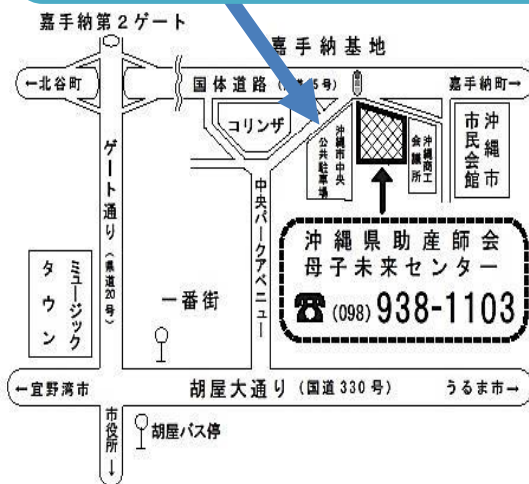 嘉手納第2ゲート
嘉手納基地
←北谷町
国体道路
嘉手納町→
コリンザ
沖縄市中央
公共駐車場
沖縄商工
会議所
沖縄市
市民会館
ゲート通り(県道20号)
中央パークアベニュー
沖縄県助産師会
母子未来センター
☎(098)938-1103
ミュージック
タウン
一番街
←宜野湾市
胡屋大通り(国道330号)
うるま市→
市役所→
胡屋バス停